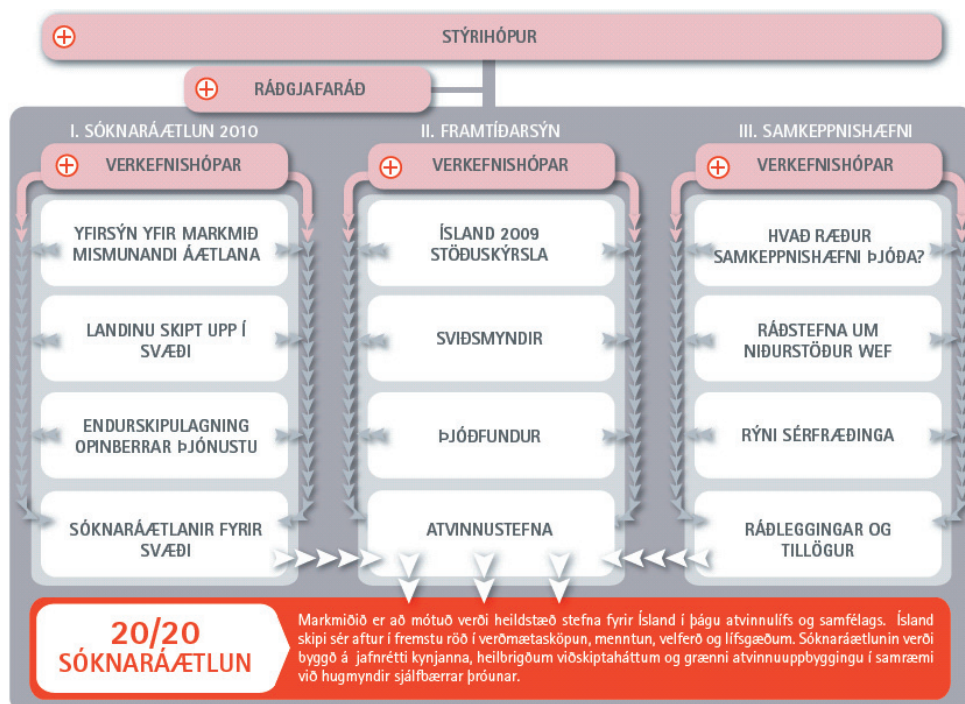 STÝRIHÓPUR
RÁÐGJAFARÁÐ
I. SÓKNARÁÆTLUN 2010
VERKEFNISHÓPAR
YFIRSÝN YFIR MARKMIÐ
MISMUNANDI ÁÆTLANA
LANDINU SKIPT UPP Í
SVÆÐI
ENDURSKIPULAGNING
OPINBERRAR ÞJÓNUSTU
SÓKNARÁÆTLANIR FYRIR
SVÆÐI
II. FRAMTÍÐARSÝN
VERKEFNISHÓPAR
ÍSLAND 2009
STÖÐUSKÝRSLA
SVIÐSMYNDIR
ÞJÓÐFUNDUR
ATVINNUSTEFNA
III. SAMKEPPNISHÆFNI
VERKEFNISHÓPAR
HVAÐ RÆÐUR
SAMKEPPNISHÆFNI ÞJÓÐA?
RÁÐSTEFNA UM
NIÐURSTÖÐUR WEF
RÝNI SÉRFRÆÐINGA
RÁÐLEGGINGAR OG
TILLÖGUR
20/20
SÓKNARÁÆTLUN
Markmiðið er að mótuð verði heildstæð stefna fyrir Ísland í þágu atvinnulífs og samfélags. Ísland
skipi sér aftur í fremstu röð í verðmætasköpun, menntun, velferð og lífsgæðum. Sóknaráætlunin verði
byggð á jafnrétti kynjanna, heilbrigðum viðskiptaháttum og grænni atvinnuuppbyggingu í samræmi
við hugmyndir sjálfbærrar þróunar.